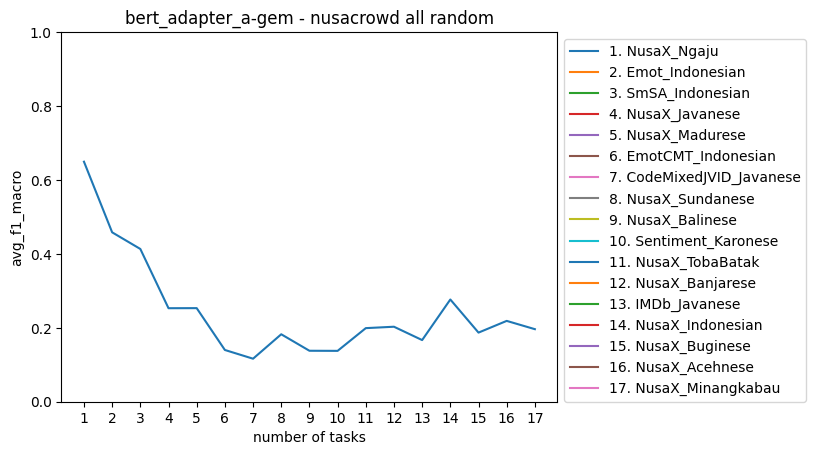 bert_adapter_a-gem - nusacrowd all random
avg_f1_macro
1.0
0.8
0.6
0.4
0.2
0.0
1 2 3 4 5 6 7 8 9 10 11 12 13 14 15 16 17
number of tasks
1. NusaX_Ngaju
2. Emot_Indonesian
3. SmSA_Indonesian
4. NusaX_Javanese
5. NusaX_Madurese
6. EmotCMT_Indonesian
7. CodeMixedJVID_Javanese
8. NusaX_Sundanese
9. NusaX_Balinese
10. Sentiment_Karonese
11. NusaX_TobaBatak
12. NusaX_Banjarese
13. IMDb_Javanese
14. NusaX_Indonesian
15. NusaX_Buginese
16. NusaX_Acehnese
17. NusaX_Minangkabau